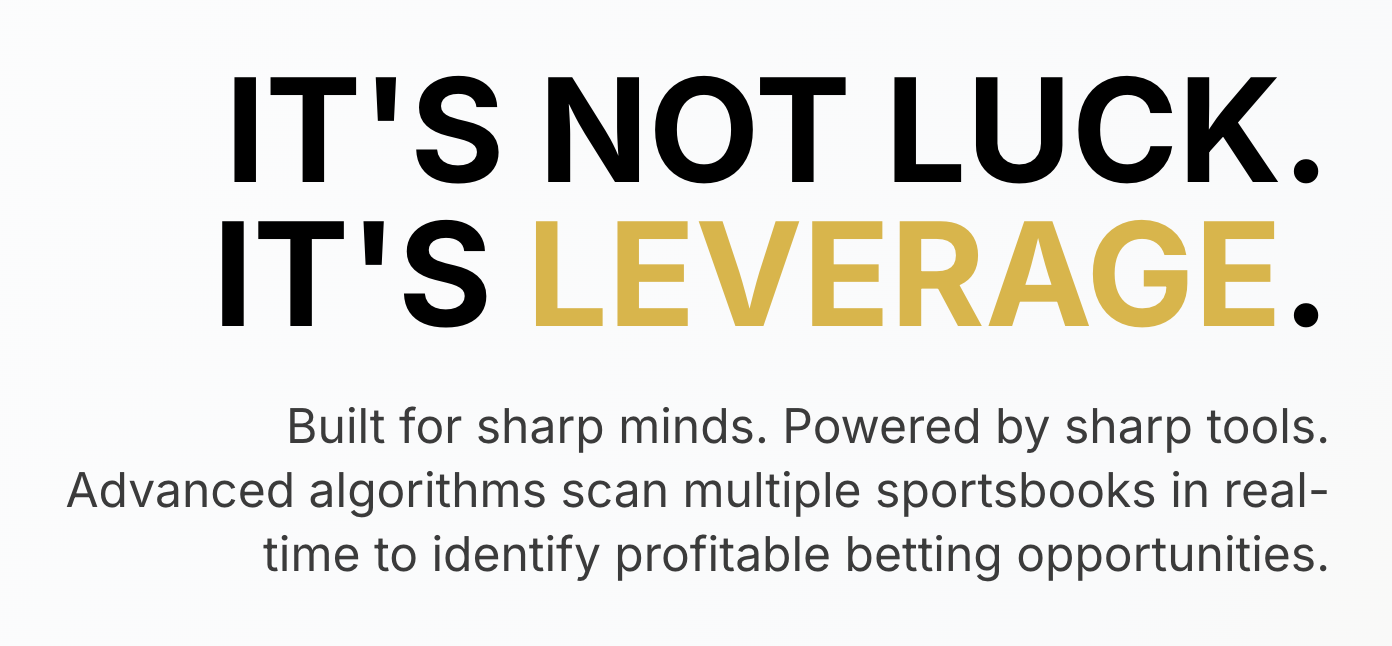 IT'S NOT LUCK.
IT'S LEVERAGE.
Built for sharp minds. Powered by sharp tools.
Advanced algorithms scan multiple sportsbooks in real-
time to identify profitable betting opportunities.